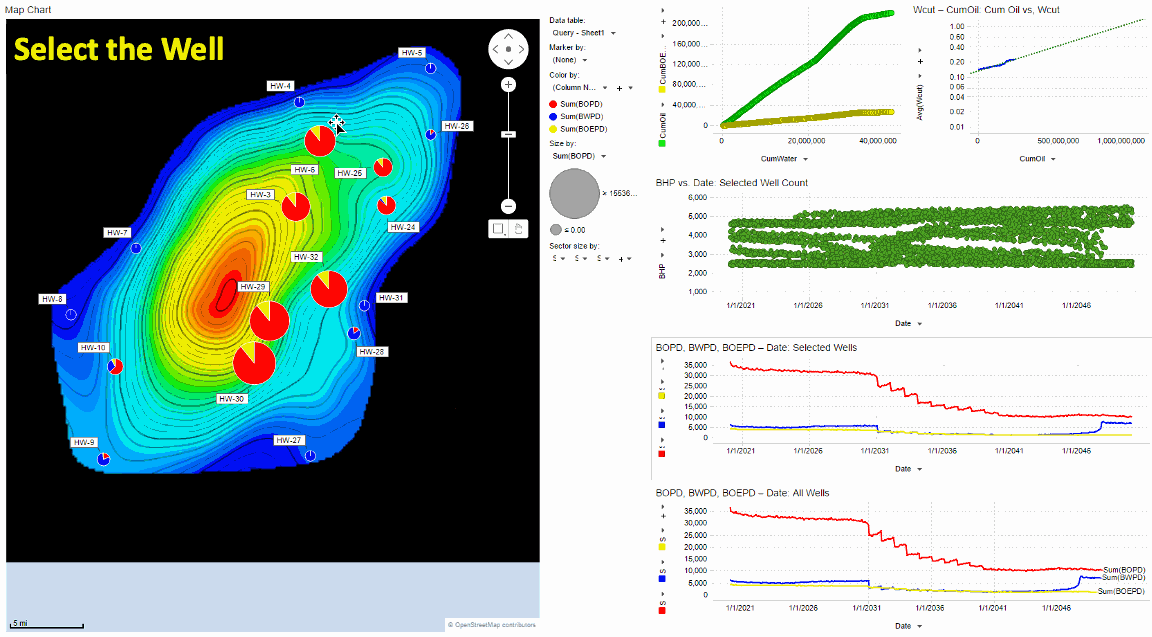 Map Chart
Select the Well
HW-5
HW-4
HW-26
HW-6
HW-25
HW-3
HW-24
HW-7
HW-32
HW-29
HW-8
HW-31
HW-10
HW-28
HW-30
HW-9
HW-27
5 mi
© OpenStreetMap contributors
Data table:
Query - Sheet1
Marker by:
(None)
Color by:
(Column N...
Sum(BOPD)
Sum(BWPD)
Sum(BOEPD)
Size by:
Sum(BOPD)
≥ 15536...
≤ 0.00
Sector size by:
S S S
200,000...
160,000...
120,000...
80,000...
40,000...
0
CumOil
CumBOE...
0 20,000,000 40,000,000
CumWater
Wcut – CumOil: Cum Oil vs, Wcut
1.00
0.60
0.40
0.20
0.10
0.06
0.04
0.02
0.01
Avg(Wcut)
0 500,000,000 1,000,000,000
CumOil
BHP vs. Date: Selected Well Count
6,000
6,000
4,000
3,000
2,000
1,000
BHP
1/1/2021 1/1/2026 1/1/2031 1/1/2036 1/1/2041 1/1/2046
Date
BOPD, BWPD, BOEPD – Date: Selected Wells
35,000
30,000
25,000
20,000
15,000
10,000
6,000
0
1/1/2021 1/1/2026 1/1/2031 1/1/2036 1/1/2041 1/1/2046
Date
BOPD, BWPD, BOEPD – Date: All Wells
35,000
30,000
25,000
20,000
15,000
10,000
5,000
0
S
S
S
Sum(BOPD)
Sum(BWPD)
Sum(BOEPD)
1/1/2021 1/1/2026 1/1/2031 1/1/2036 1/1/2041 1/1/2046
Date